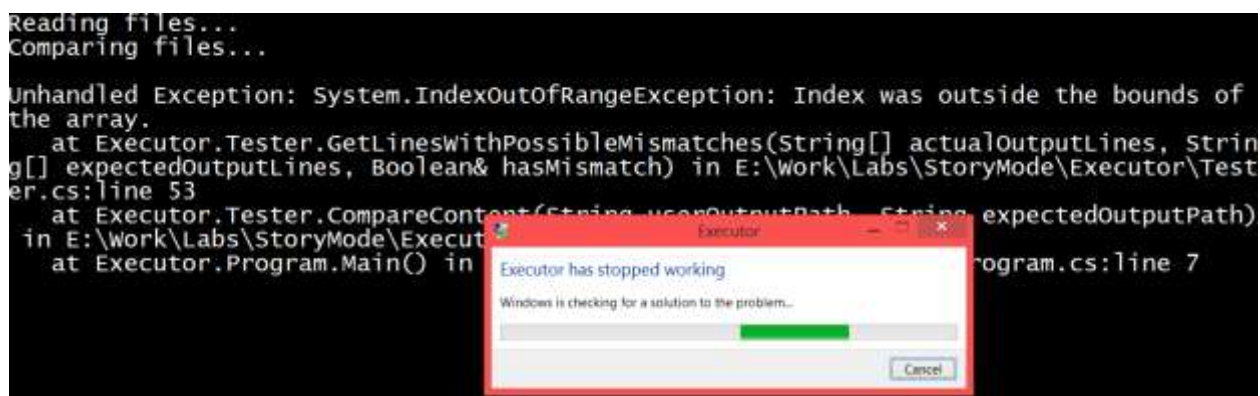 Reading files...
Comparing files...
Unhandled Exception: System.IndexOutOfRangeException: Index was outside the bounds of
the array.
at Executor.Tester.GetLinesWithPossibleMismatches(String[] actualOutputLines, Strin
g[] expectedOutputLines, Boolean& hasMismatch) in E:\Work\Labs\StoryMode\Executor\Test
er.cs:line 53
at Executor.Tester.CompareContent(String userOutputPath, String expectedOutputPath)
in E:\Work\Labs\StoryMode\Execut
at Executor.Program.Main() in rogram.cs:line 7
Executor
Executor has stopped working
Windows is checking for a solution to the problem...
Cancel